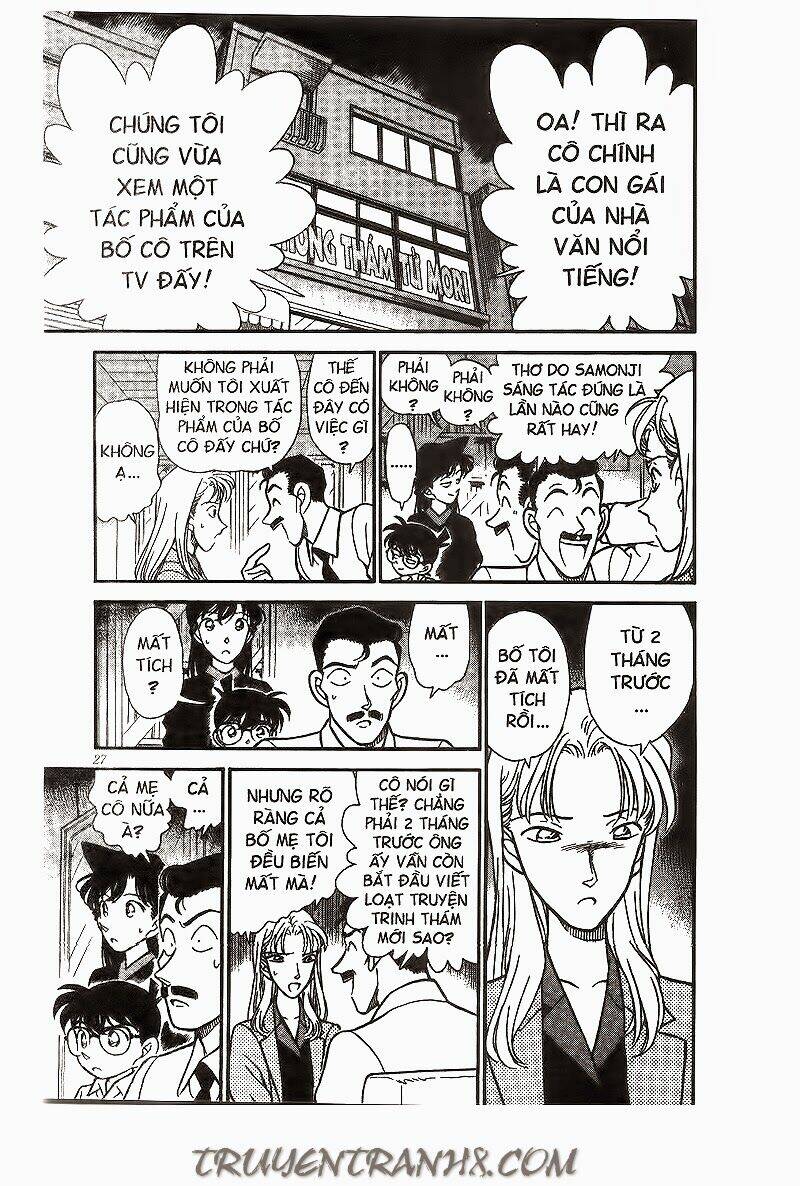 OA! THÌ RA
CÔ CHÍNH
LÀ CON GÁI
CỦA NHÀ
VĂN NỔI
TIẾNG!
CHÚNG TÔI
CŨNG VỪA
XEM MỘT
TÁC PHẨM CỦA
BỐ CÔ TRÊN
TV ĐẤY!
THÁM TỬ MORI
THƠ DO SAMONJI
SÁNG TÁC ĐÚNG LÀ
LẦN NÀO CŨNG
RẤT HAY!
PHẢI
KHÔNG
?
PHẢI
KHÔNG
?
......
THẾ
CÔ ĐẾN
ĐÂY CÓ
VIỆC GÌ
?
KHÔNG PHẢI
MUỐN TÔI XUẤT
HIỆN TRONG TÁC
PHẨM CỦA BỐ
CÔ ĐẤY CHỨ?
KHÔNG
Ạ...
TỪ 2
THÁNG
TRƯỚC
...
BỐ TÔI
ĐÃ MẤT
TÍCH
RỒI...
MẤT
...
MẤT
TÍCH
?
27
CÔ NÓI GÌ
THẾ? CHẲNG
PHẢI 2 THÁNG
TRƯỚC ÔNG
ẤY VẪN CÒN
BẮT ĐẦU VIẾT
LOẠT TRUYỆN
TRINH THÁM
MỚI SAO?
NHƯNG RÕ
RÀNG CẢ
BỐ MẸ TÔI
ĐỀU BIẾN
MẤT MÀ!
CẢ
...
CẢ MẸ
CÔ NỮA
À?
TRUYENTRANH8.COM